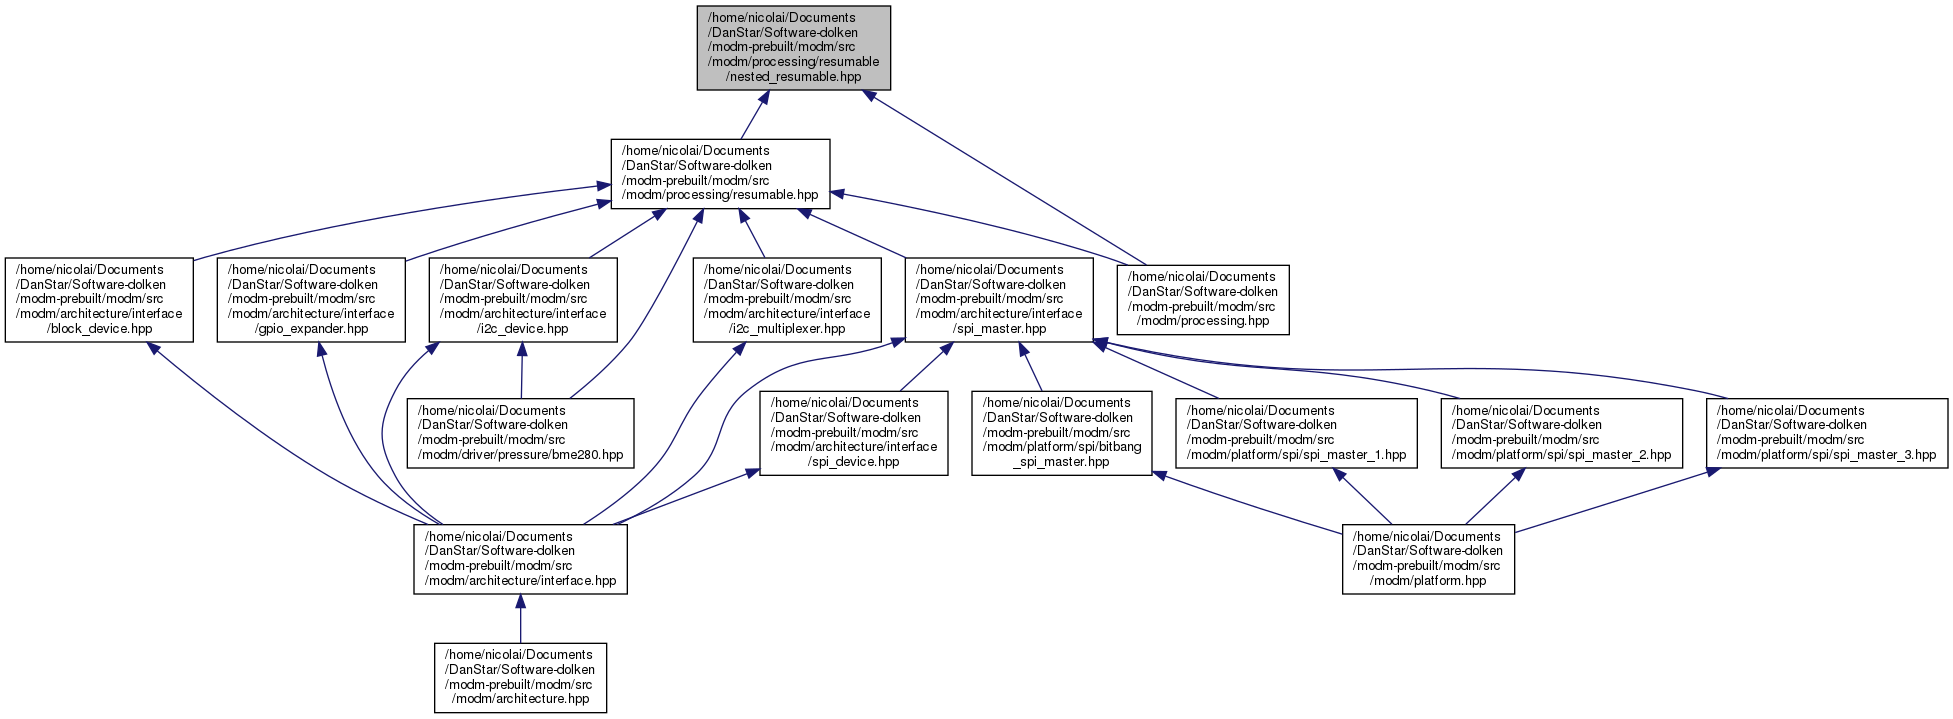 /home/nicolai/Documents
/DanStar/Software-dolken
/modm-prebuilt/modm/src
/modm/processing/resumable
/nested_resumable.hpp
/home/nicolai/Documents
/DanStar/Software-dolken
/modm-prebuilt/modm/src
/modm/processing/resumable.hpp
/home/nicolai/Documents
/DanStar/Software-dolken
/modm-prebuilt/modm/src
/modm/architecture/interface
/block_device.hpp
/home/nicolai/Documents
/DanStar/Software-dolken
/modm-prebuilt/modm/src
/modm/architecture/interface
/gpio_expander.hpp
/home/nicolai/Documents
/DanStar/Software-dolken
/modm-prebuilt/modm/src
/modm/architecture/interface
/i2c_device.hpp
/home/nicolai/Documents
/DanStar/Software-dolken
/modm-prebuilt/modm/src
/modm/architecture/interface
/i2c_multiplexer.hpp
/home/nicolai/Documents
/DanStar/Software-dolken
/modm-prebuilt/modm/src
/modm/architecture/interface
/spi_master.hpp
/home/nicolai/Documents
/DanStar/Software-dolken
/modm-prebuilt/modm/src
/modm/processing.hpp
/home/nicolai/Documents
/DanStar/Software-dolken
/modm-prebuilt/modm/src
/modm/driver/pressure/bme280.hpp
/home/nicolai/Documents
/DanStar/Software-dolken
/modm-prebuilt/modm/src
/modm/architecture/interface
/spi_device.hpp
/home/nicolai/Documents
/DanStar/Software-dolken
/modm-prebuilt/modm/src
/modm/platform/spi/bitbang
_spi_master.hpp
/home/nicolai/Documents
/DanStar/Software-dolken
/modm-prebuilt/modm/src
/modm/platform/spi/spi_master_1.hpp
/home/nicolai/Documents
/DanStar/Software-dolken
/modm-prebuilt/modm/src
/modm/platform/spi/spi_master_2.hpp
/home/nicolai/Documents
/DanStar/Software-dolken
/modm-prebuilt/modm/src
/modm/platform/spi/spi_master_3.hpp
/home/nicolai/Documents
/DanStar/Software-dolken
/modm-prebuilt/modm/src
/modm/architecture/interface.hpp
/home/nicolai/Documents
/DanStar/Software-dolken
/modm-prebuilt/modm/src
/modm/platform.hpp
/home/nicolai/Documents
/DanStar/Software-dolken
/modm-prebuilt/modm/src
/modm/architecture.hpp